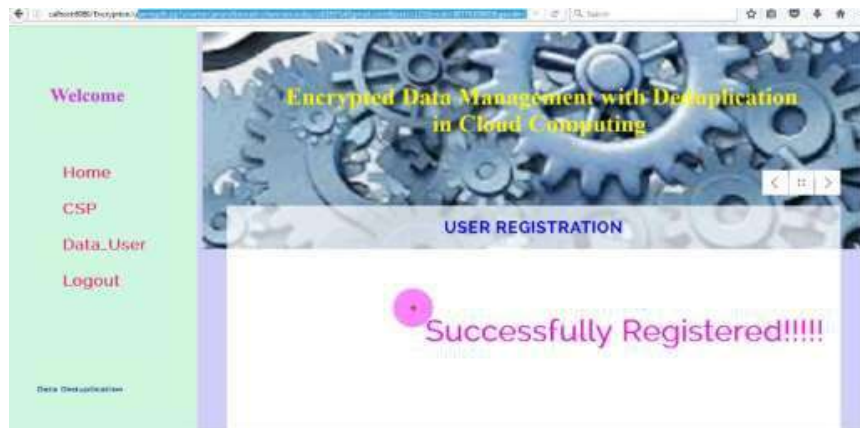 Search
Welcome
Encrypted Data Management with Deduplication
in Cloud Computing
Home
CSP
Data_User
Logout
USER REGISTRATION
Successfully Registered!!!!!
Data Deduplication